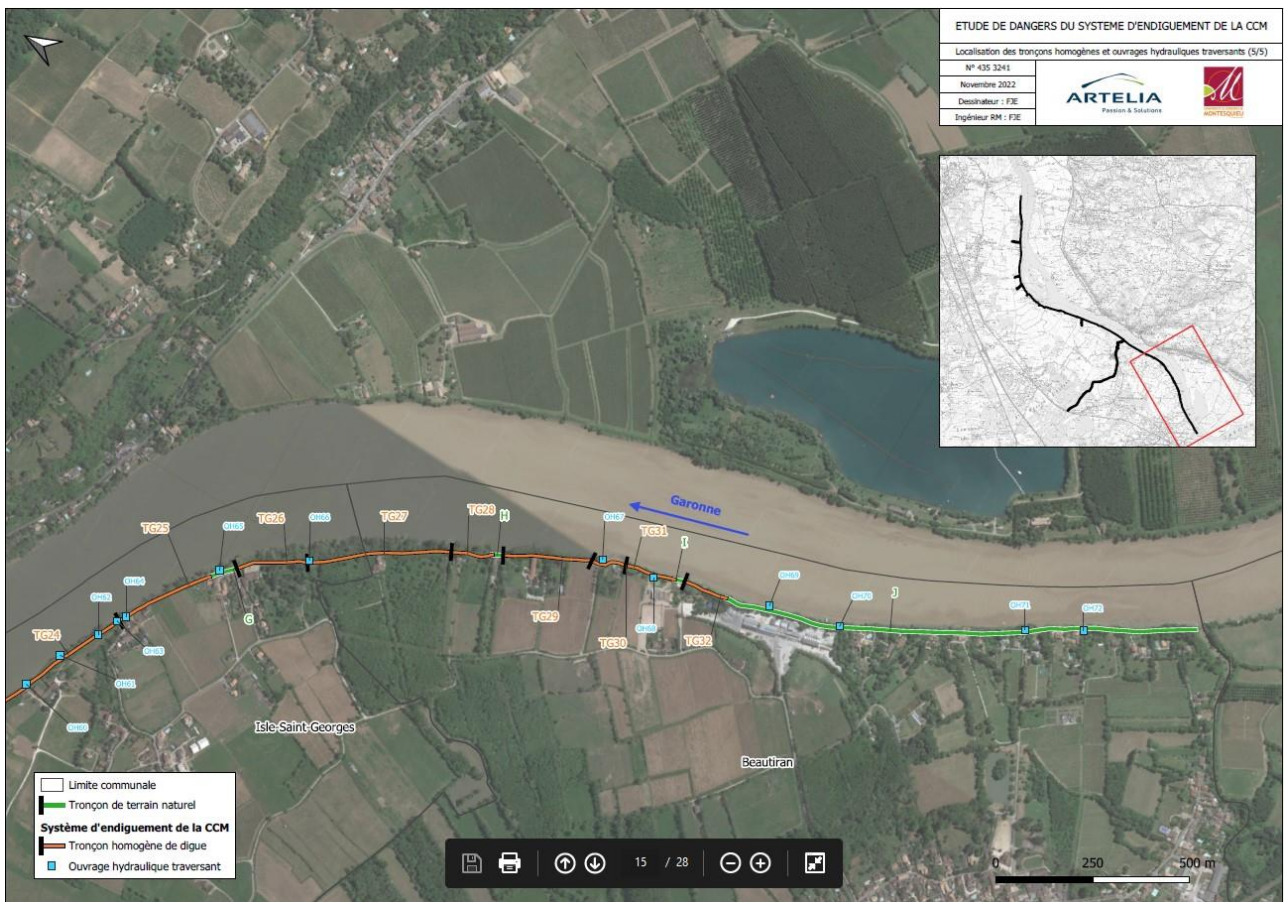 ETUDE DE DANGERS DU SYSTEME D'ENDIGUEMENT DE LA CCM
Localisation des tronçons homogènes et ouvrages hydrauliques traversants (5/5)
N° 435 3241
Novembre 2022
Dessinateur : FJE
Ingénieur RM : FJE
ARTELIA
Passion & Solutions
MONTESQUIEU
Garonne
TG25
OH65
TG26
OH66
TG27
TG28
H
OH67
TG31
I
OH62
OH64
TG24
OH63
G
TG29
TG30
OH68
TG32
OH69
OH70
J
OH71
OH72
OH61
OH60
Isle-Saint-Georges
Beautiran
Limite communale
Tronçon de terrain naturel
Système d'endiguement de la CCM
Tronçon homogène de digue
Ouvrage hydraulique traversant
15 / 28
0 250 500 m